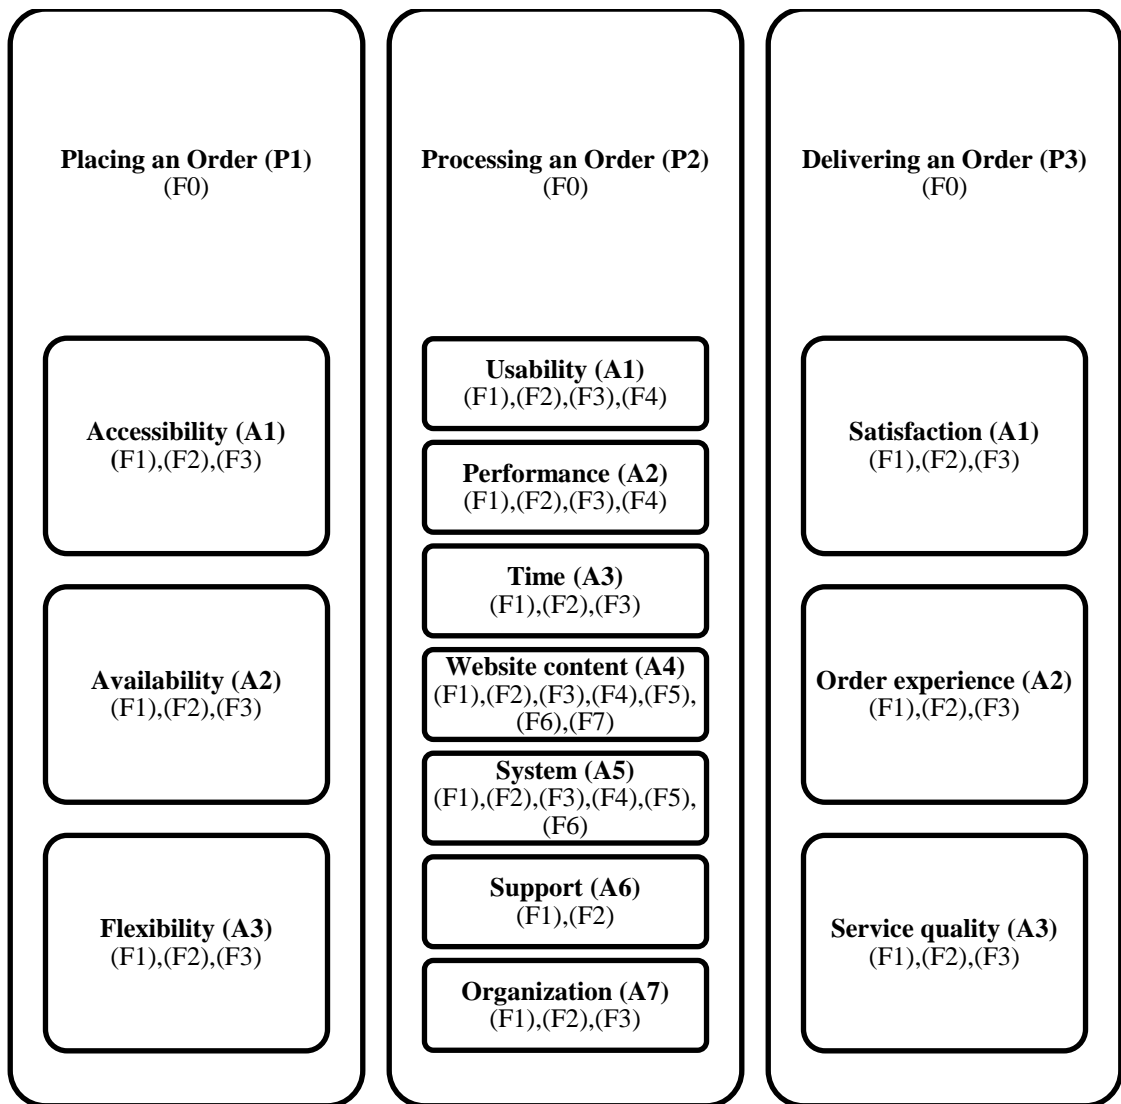 Placing an Order (P1)
(F0)
Accessibility (A1)
(F1),(F2),(F3)
Availability (A2)
(F1),(F2),(F3)
Flexibility (A3)
(F1),(F2),(F3)
Processing an Order (P2)
(F0)
Usability (A1)
(F1),(F2),(F3),(F4)
Performance (A2)
(F1),(F2),(F3),(F4)
Time (A3)
(F1),(F2),(F3)
Website content (A4)
(F1),(F2),(F3),(F4),(F5),
(F6),(F7)
System (A5)
(F1),(F2),(F3),(F4),(F5),
(F6)
Support (A6)
(F1),(F2)
Organization (A7)
(F1),(F2),(F3)
Delivering an Order (P3)
(F0)
Satisfaction (A1)
(F1),(F2),(F3)
Order experience (A2)
(F1),(F2),(F3)
Service quality (A3)
(F1),(F2),(F3)